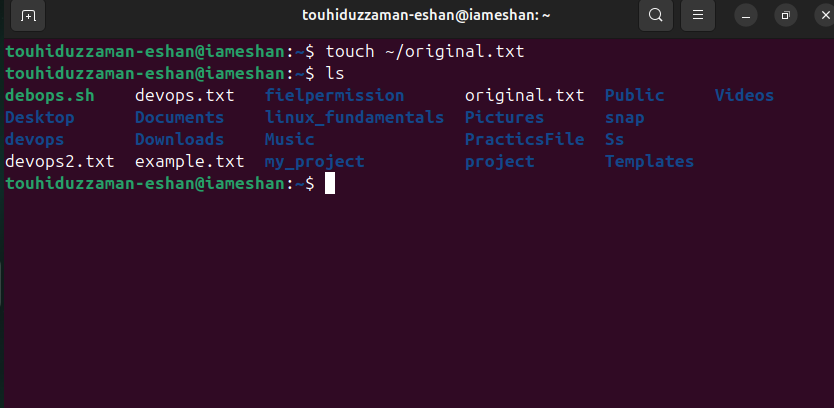 touhiduzzaman-eshan@iameshan: ~
touhiduzzaman-eshan@iameshan:~$ touch ~/original.txt
touhiduzzaman-eshan@iameshan:~$ ls
debops.sh devops.txt fielpermission original.txt Public Videos
Desktop Documents linux_fundamentals Pictures snap
devops Downloads Music PracticsFile Ss
devops2.txt example.txt my_project project Templates
touhiduzzaman-eshan@iameshan:~$